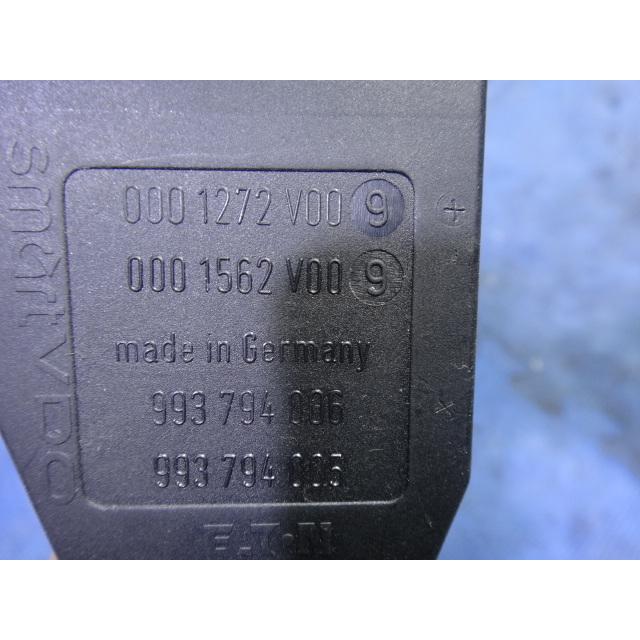 smart VDO
000 1272 V00 9
000 1562 V00 9
made in Germany
993 794 006
993 794 005
EATON